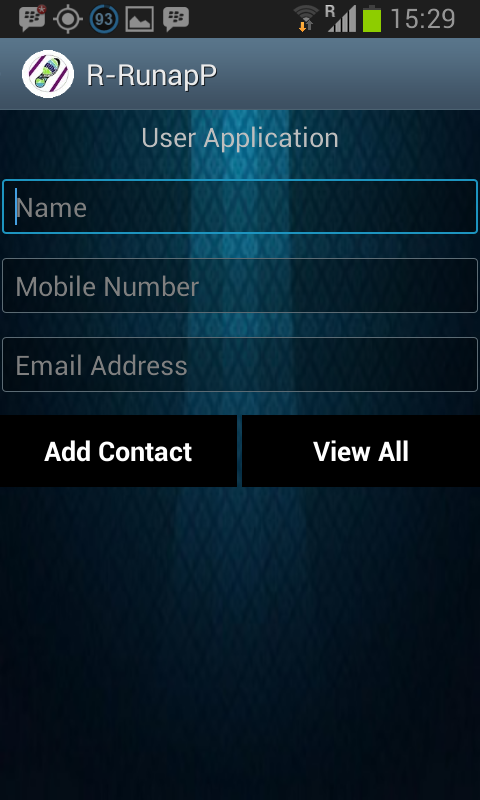 93 R 15:29
R-RunapP
User Application
Name
Mobile Number
Email Address
Add Contact View All